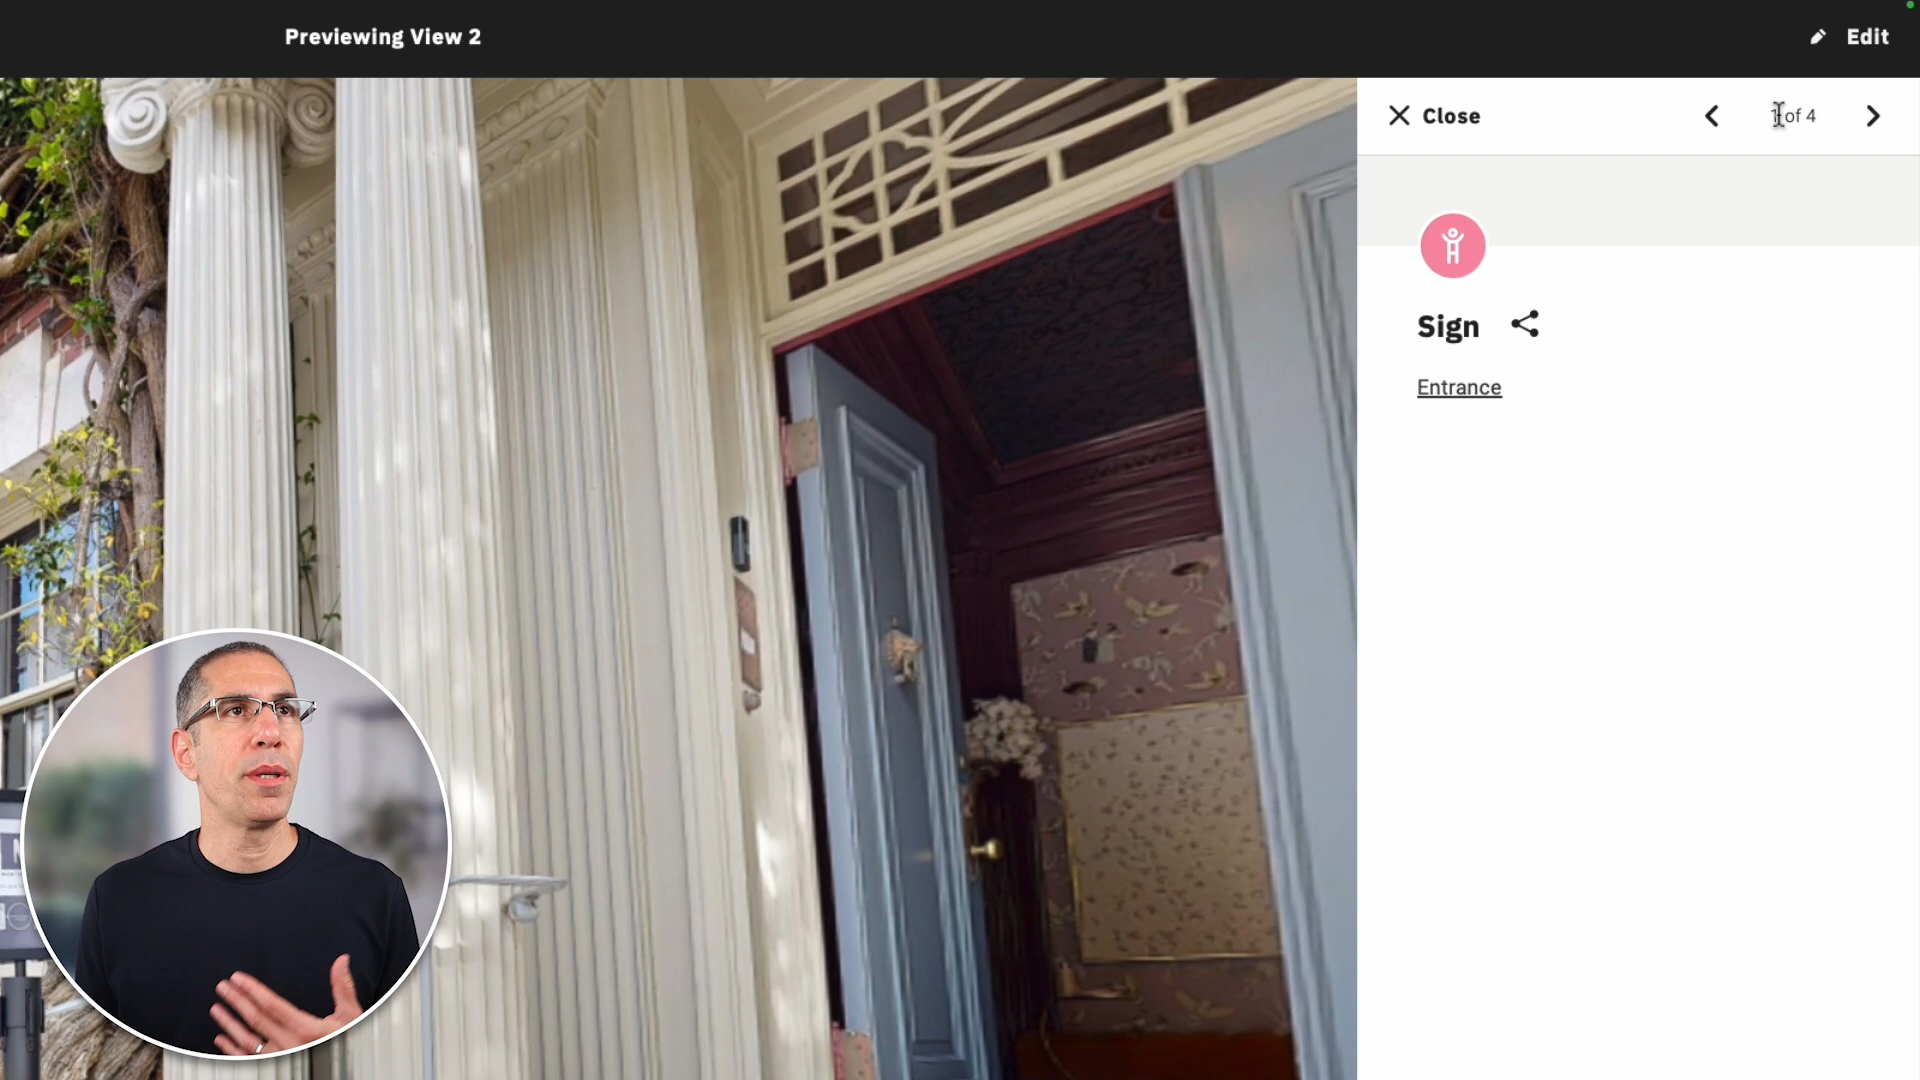 Previewing View 2
Edit
Close
1 of 4
Sign
Entrance